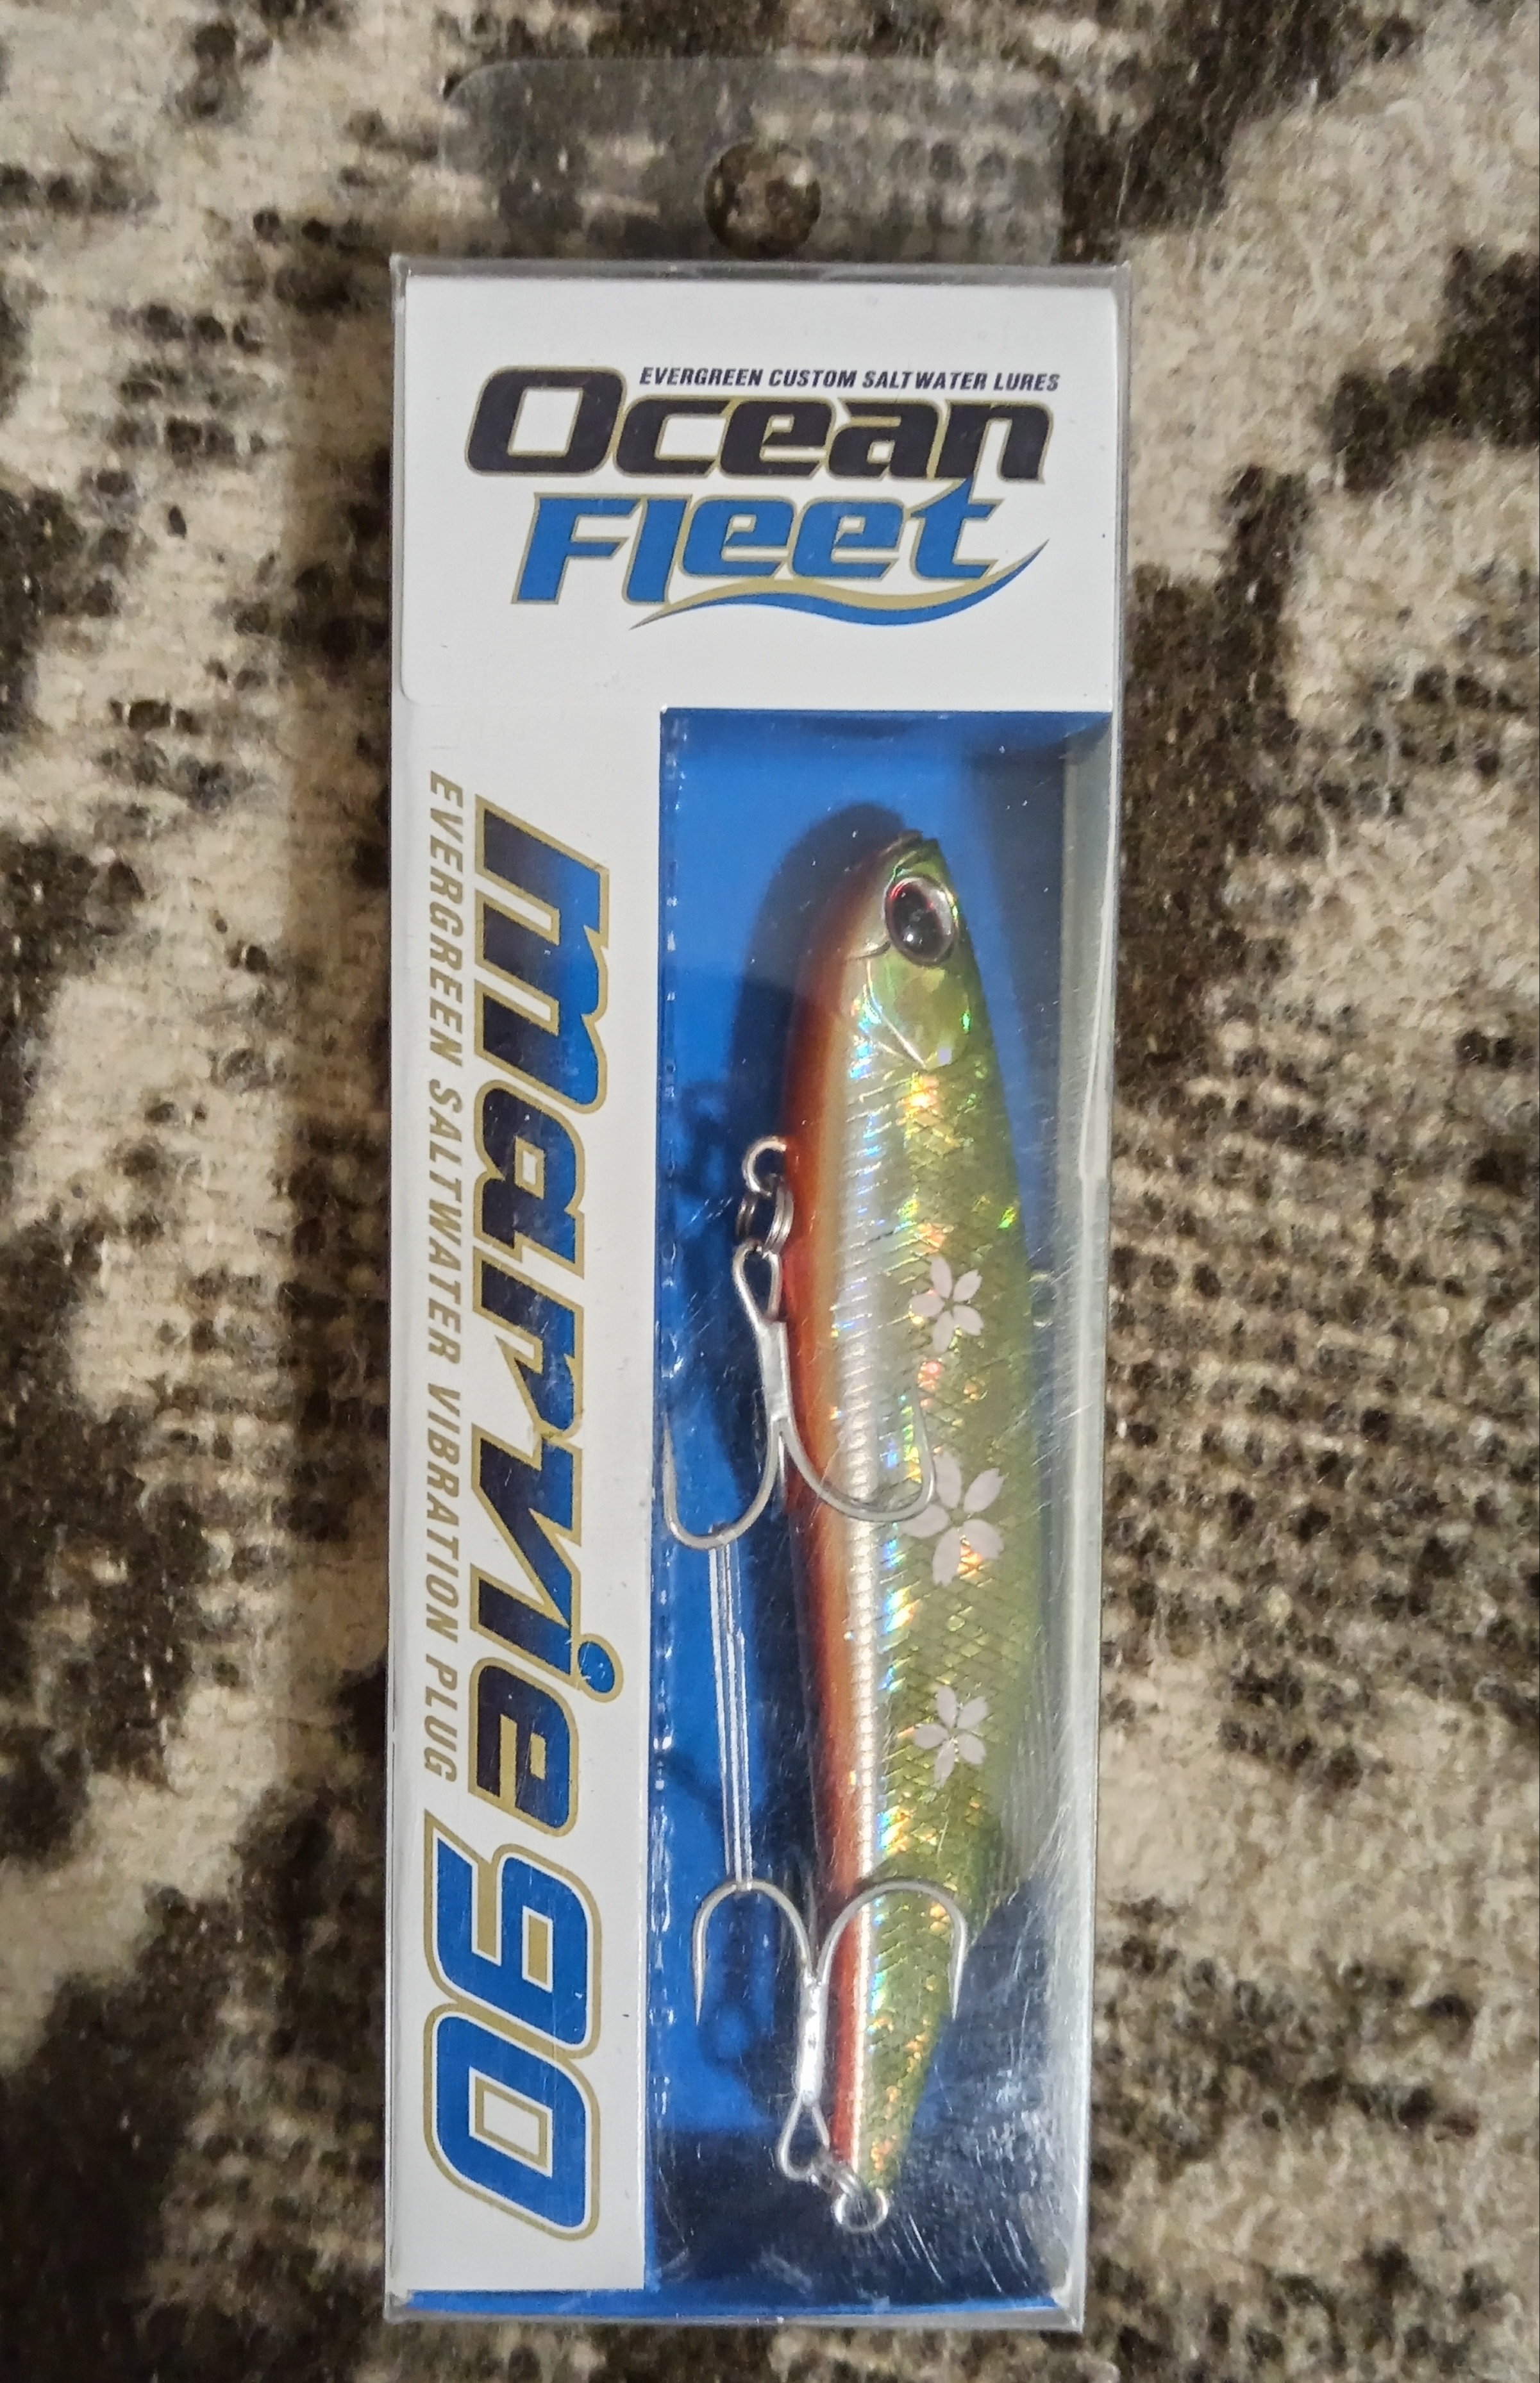 EVERGREEN CUSTOM SALTWATER LURES
Ocean
Fleet
marvie 90
EVERGREEN SALTWATER VIBRATION PLUG